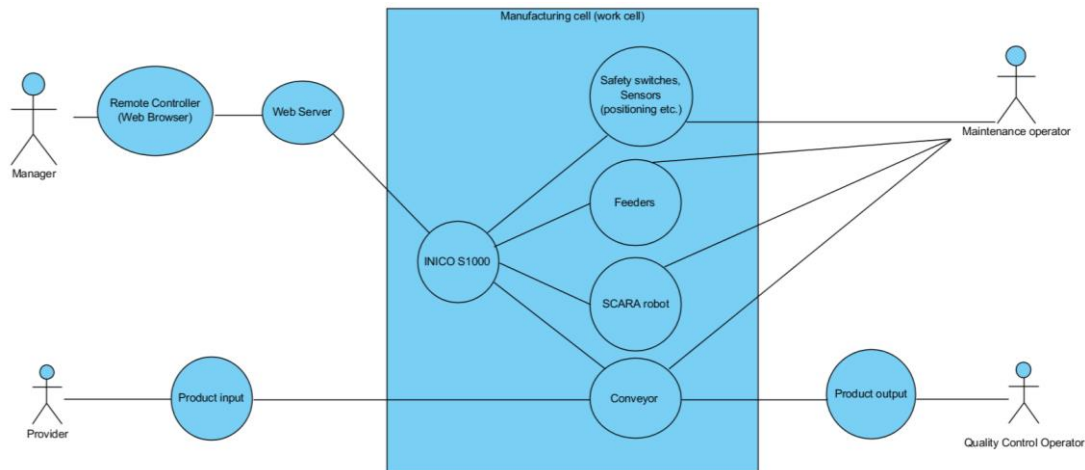 Manufacturing cell (work cell)
Safety switches,
Sensors
(positioning etc.)
Remote Controller
(Web Browser)
Web Server
Maintenance operator
Manager
Feeders
INICO S1000
SCARA robot
Product input
Conveyor
Product output
Provider
Quality Control Operator